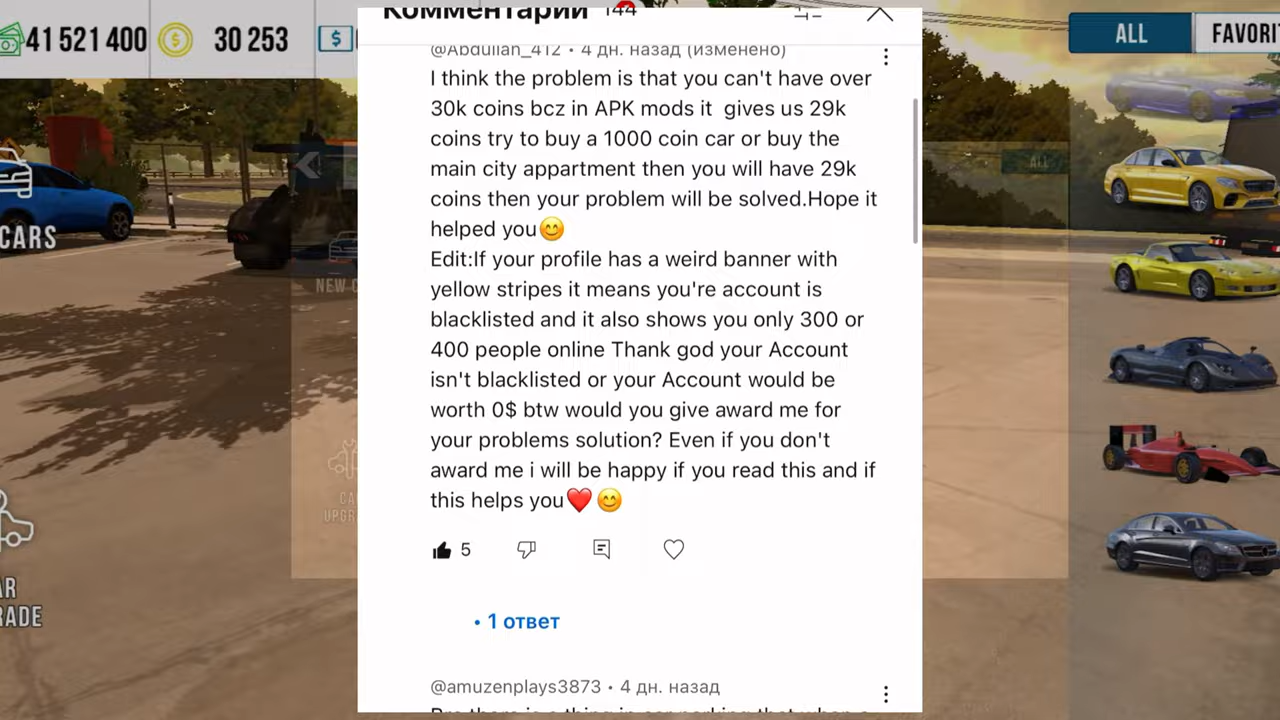 41 521 400
30 253
ALL
FAVORI
Комментарии 144
@Abdullah_412 • 4 дн. назад (изменено)
I think the problem is that you can't have over
30k coins bcz in APK mods it gives us 29k
coins try to buy a 1000 coin car or buy the
main city appartment then you will have 29k
coins then your problem will be solved.Hope it
helped you😊
Edit:If your profile has a weird banner with
yellow stripes it means you're account is
blacklisted and it also shows you only 300 or
400 people online Thank god your Account
isn't blacklisted or your Account would be
worth 0$ btw would you give award me for
your problems solution? Even if you don't
award me i will be happy if you read this and if
this helps you❤️😊
5
• 1 ответ
@amuzenplays3873 • 4 дн. назад
CARS
NEW C
ALL
CA
UPGR
AR
RADE